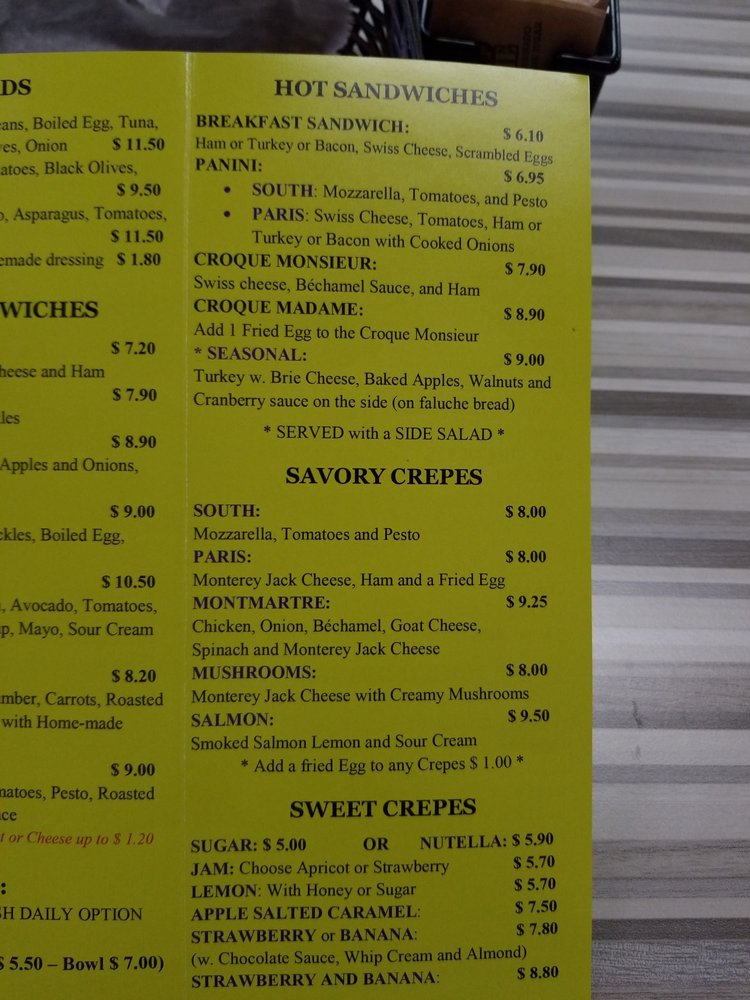 DS
eans, Boiled Egg, Tuna,
ves, Onion $ 11.50
atoes, Black Olives,
$ 9.50
o, Asparagus, Tomatoes,
$ 11.50
emade dressing $ 1.80
WICHES
$ 7.20
heese and Ham
$ 7.90
les
$ 8.90
Apples and Onions,
$ 9.00
ckles, Boiled Egg,
$ 10.50
, Avocado, Tomatoes,
up, Mayo, Sour Cream
$ 8.20
umber, Carrots, Roasted
with Home-made
$ 9.00
matoes, Pesto, Roasted
ce
t or Cheese up to $ 1.20
:
SH DAILY OPTION
$ 5.50 – Bowl $ 7.00)
HOT SANDWICHES
BREAKFAST SANDWICH: $ 6.10
Ham or Turkey or Bacon, Swiss Cheese, Scrambled Eggs
PANINI: $ 6.95
• SOUTH: Mozzarella, Tomatoes, and Pesto
• PARIS: Swiss Cheese, Tomatoes, Ham or
Turkey or Bacon with Cooked Onions
CROQUE MONSIEUR: $ 7.90
Swiss cheese, Béchamel Sauce, and Ham
CROQUE MADAME: $ 8.90
Add 1 Fried Egg to the Croque Monsieur
* SEASONAL: $ 9.00
Turkey w. Brie Cheese, Baked Apples, Walnuts and
Cranberry sauce on the side (on faluche bread)
* SERVED with a SIDE SALAD *
SAVORY CREPES
SOUTH: $ 8.00
Mozzarella, Tomatoes and Pesto
PARIS: $ 8.00
Monterey Jack Cheese, Ham and a Fried Egg
MONTMARTRE: $ 9.25
Chicken, Onion, Béchamel, Goat Cheese,
Spinach and Monterey Jack Cheese
MUSHROOMS: $ 8.00
Monterey Jack Cheese with Creamy Mushrooms
SALMON: $ 9.50
Smoked Salmon Lemon and Sour Cream
* Add a fried Egg to any Crepes $ 1.00 *
SWEET CREPES
SUGAR: $ 5.00 OR NUTELLA: $ 5.90
JAM: Choose Apricot or Strawberry $ 5.70
LEMON: With Honey or Sugar $ 5.70
APPLE SALTED CARAMEL: $ 7.50
STRAWBERRY or BANANA: $ 7.80
(w. Chocolate Sauce, Whip Cream and Almond)
STRAWBERRY AND BANANA: $ 8.80